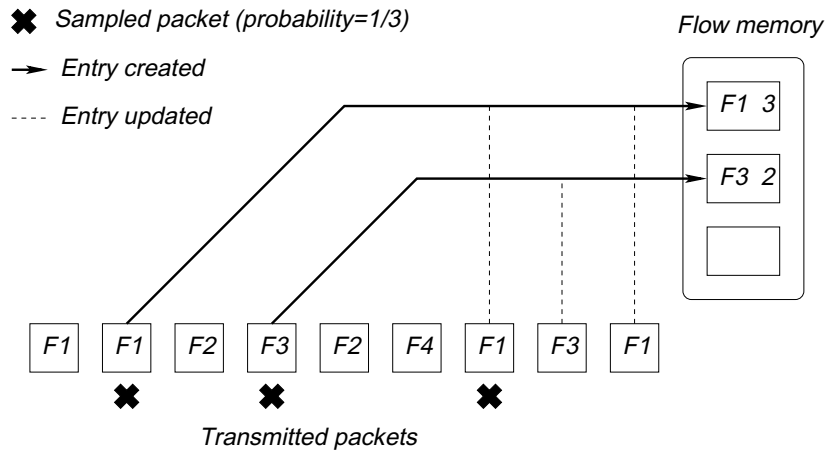 Sampled packet (probability=1/3)
Flow memory
Entry created
Entry updated
F1 3
F3 2
F1 F1 F2 F3 F2 F4 F1 F3 F1
Transmitted packets